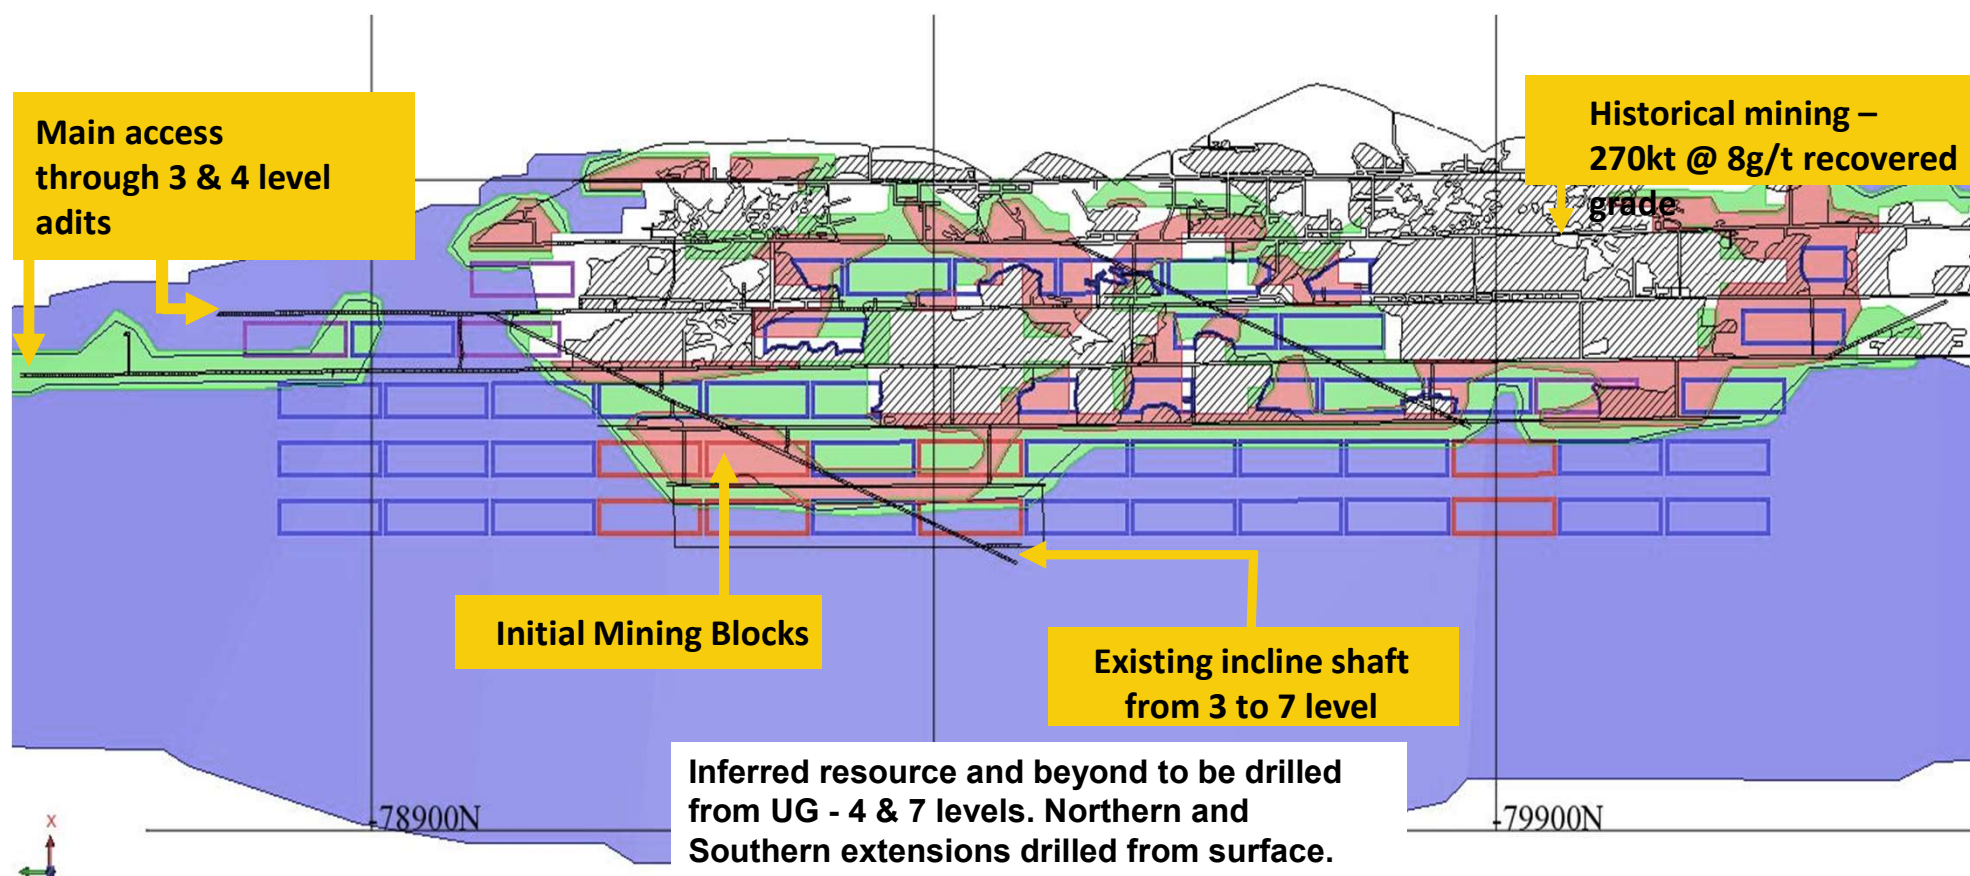 Main access
through 3 & 4 level
adits
Historical mining –
270kt @ 8g/t recovered
grade
Initial Mining Blocks
Existing incline shaft
from 3 to 7 level
Inferred resource and beyond to be drilled
from UG - 4 & 7 levels. Northern and
Southern extensions drilled from surface.
-78900N
-79900N
X